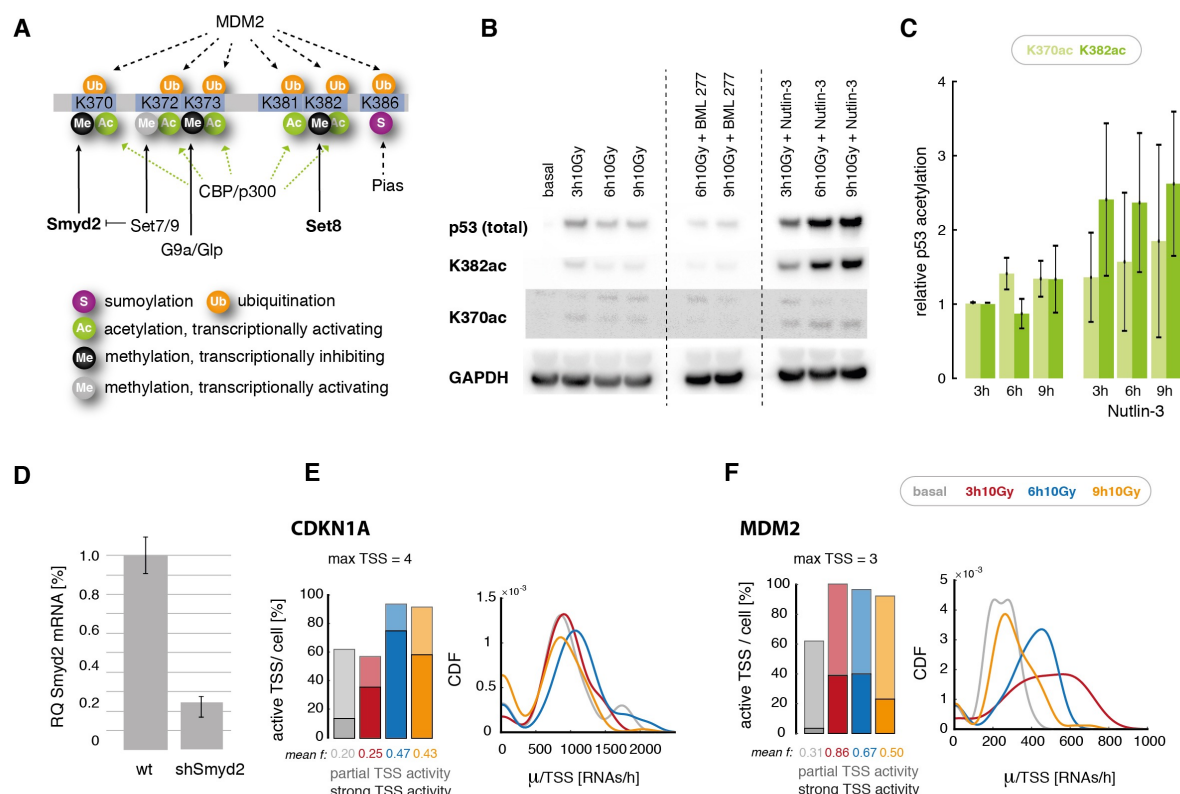 A
MDM2
Ub Ub Ub Ub Ub Ub
K370 K372 K373 K381 K382 K386
Me Ac Me Ac Me Ac Ac Me Ac S
CBP/p300
Pias
Smyd2 Set7/9 Set8
G9a/Glp
S sumoylation Ub ubiquitination
Ac acetylation, transcriptionally activating
Me methylation, transcriptionally inhibiting
Me methylation, transcriptionally activating
B
basal
3h10Gy
6h10Gy
9h10Gy
6h10Gy + BML 277
9h10Gy + BML 277
3h10Gy + Nutlin-3
6h10Gy + Nutlin-3
9h10Gy + Nutlin-3
p53 (total)
K382ac
K370ac
GAPDH
C
K370ac K382ac
relative p53 acetylation
4
3
2
1
0
3h 6h 9h 3h 6h 9h
Nutlin-3
D
RQ Smyd2 mRNA [%]
1.0
0.8
0.6
0.4
0.2
0
wt shSmyd2
E
CDKN1A
max TSS = 4
active TSS/ cell [%]
100
80
60
40
20
0
mean f: 0.20 0.25 0.47 0.43
partial TSS activity
strong TSS activity
×10⁻³
CDF
1.5
1
0.5
0
0 500 1000 1500 2000
μ/TSS [RNAs/h]
F
basal 3h10Gy 6h10Gy 9h10Gy
MDM2
max TSS = 3
active TSS / cell [%]
100
80
60
40
20
0
mean f: 0.31 0.86 0.67 0.50
partial TSS activity
strong TSS activity
×10⁻³
CDF
5
4
3
2
1
0
0 200 400 600 800 1000
μ/TSS [RNAs/h]